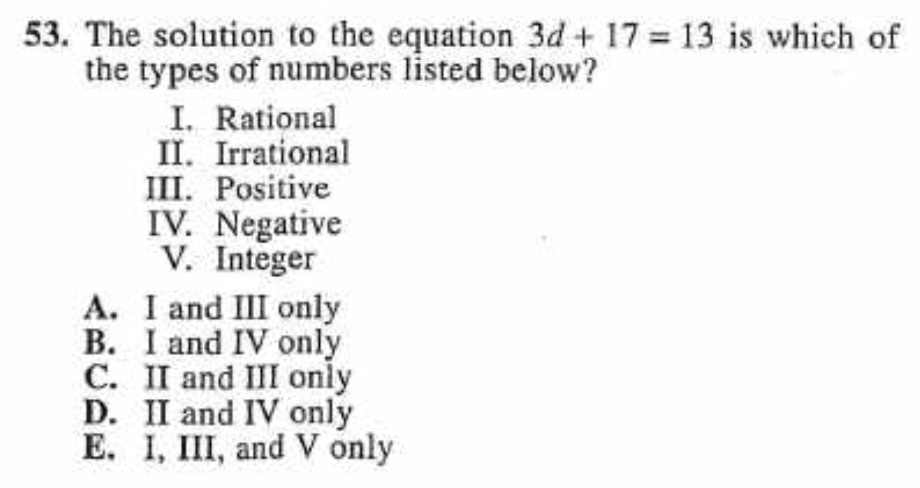 53. The solution to the equation 3d + 17 = 13 is which of
the types of numbers listed below?
I. Rational
II. Irrational
III. Positive
IV. Negative
V. Integer
A. I and III only
B. I and IV only
C. II and III only
D. II and IV only
E. I, III, and V only